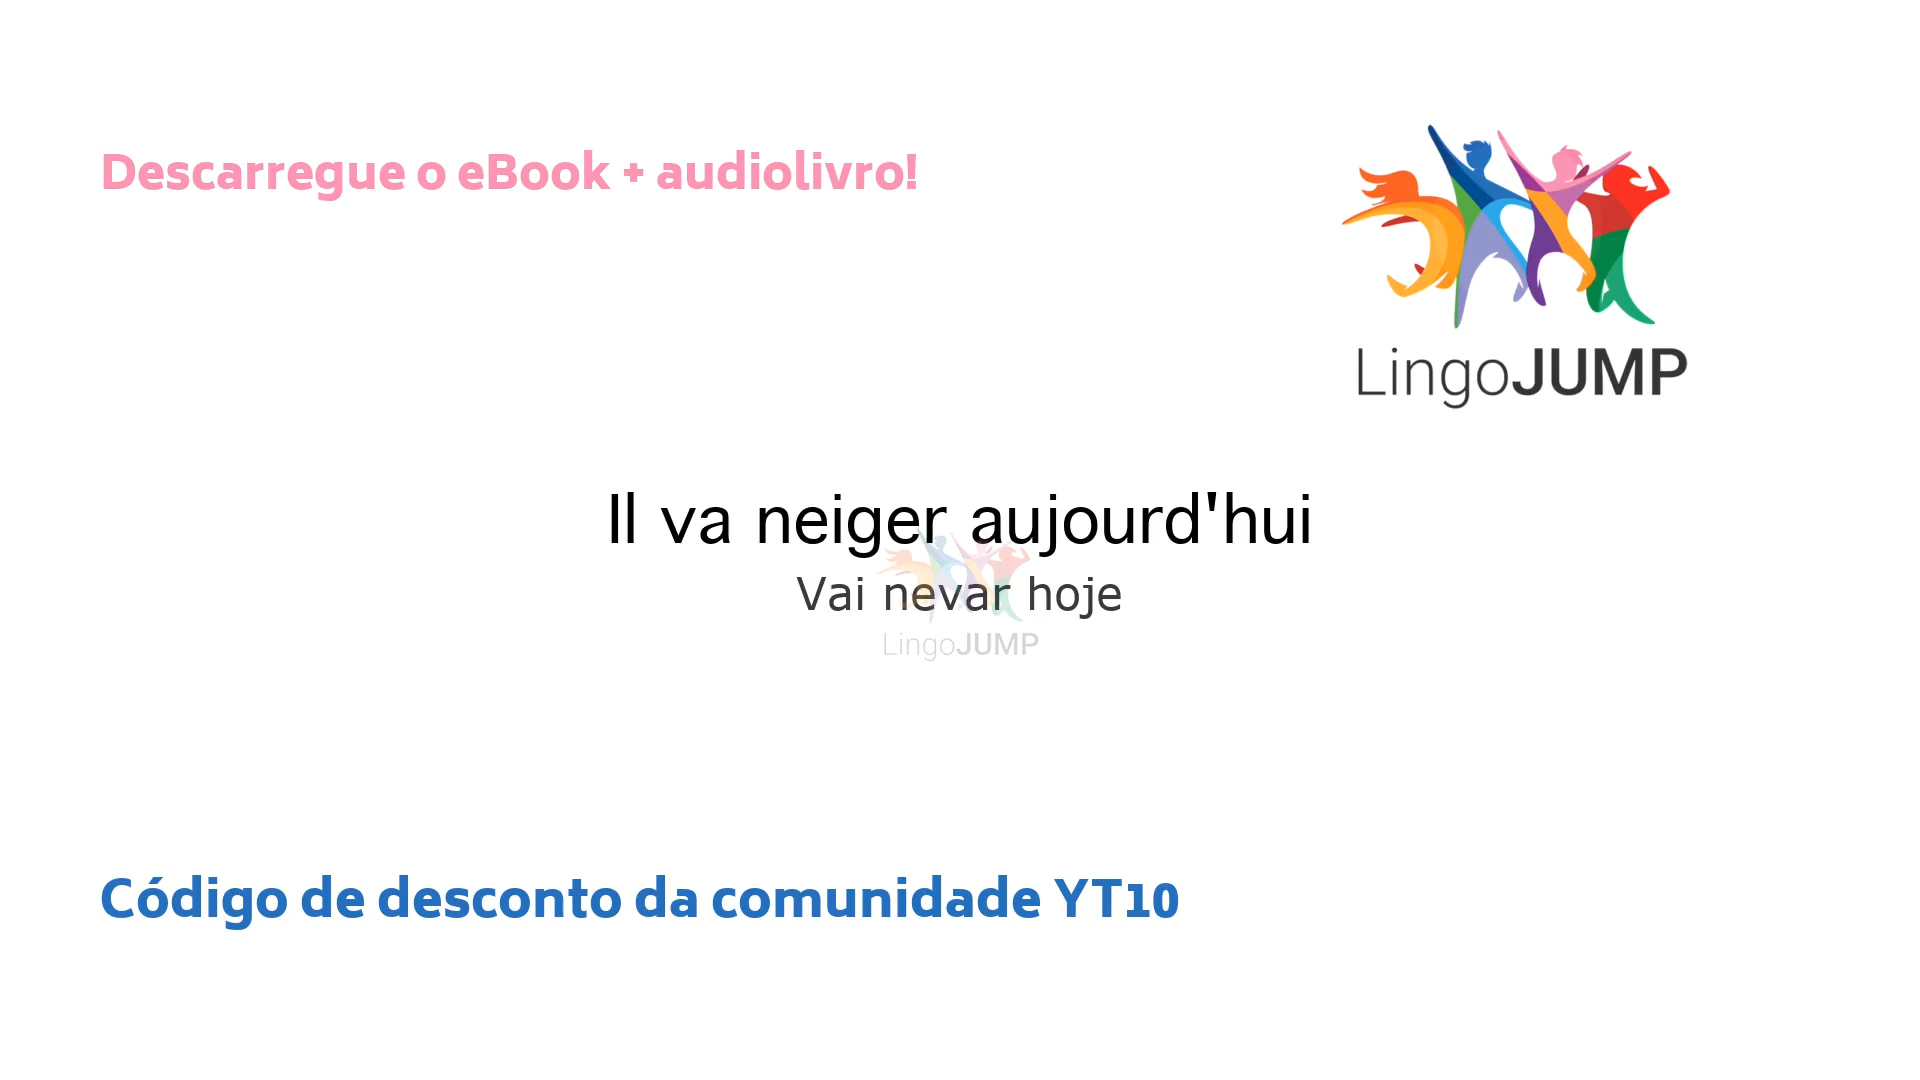 Descarregue o eBook + audiolivro!
LingoJUMP
Il va neiger aujourd'hui
Vai nevar hoje
LingoJUMP
Código de desconto da comunidade YT10